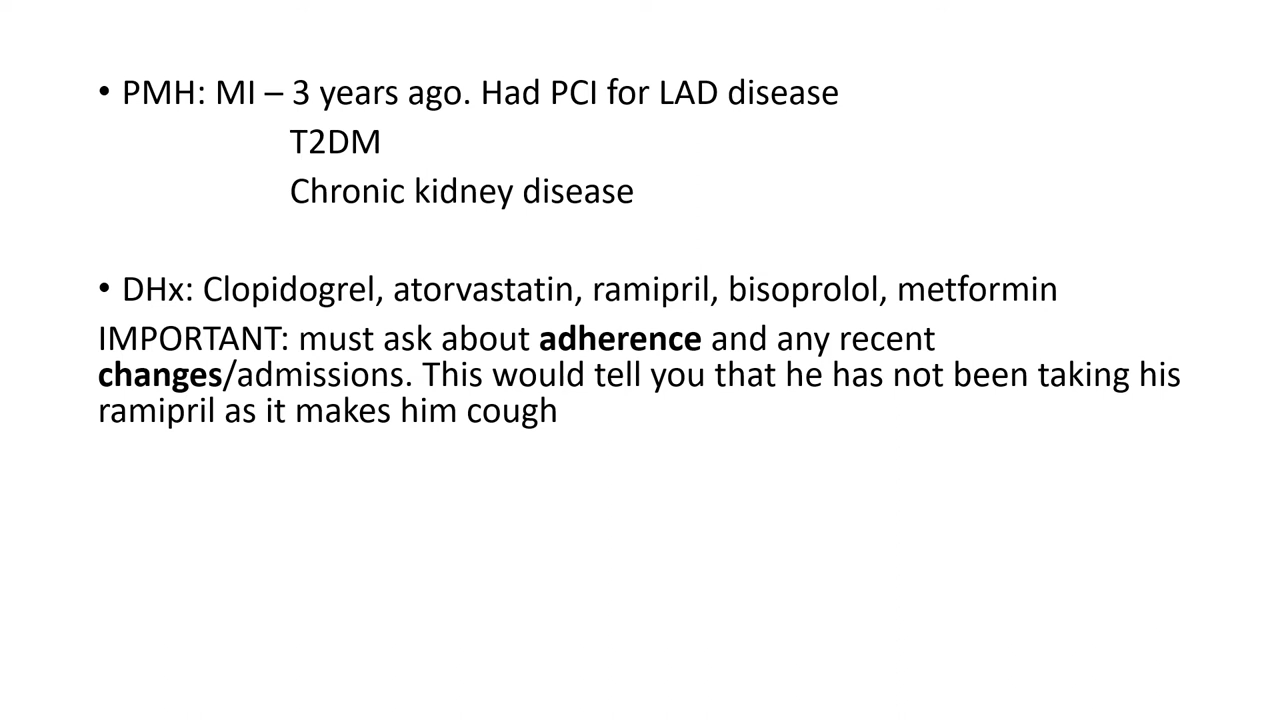 • PMH: MI – 3 years ago. Had PCI for LAD disease
T2DM
Chronic kidney disease
• DHx: Clopidogrel, atorvastatin, ramipril, bisoprolol, metformin
IMPORTANT: must ask about adherence and any recent
changes/admissions. This would tell you that he has not been taking his
ramipril as it makes him cough